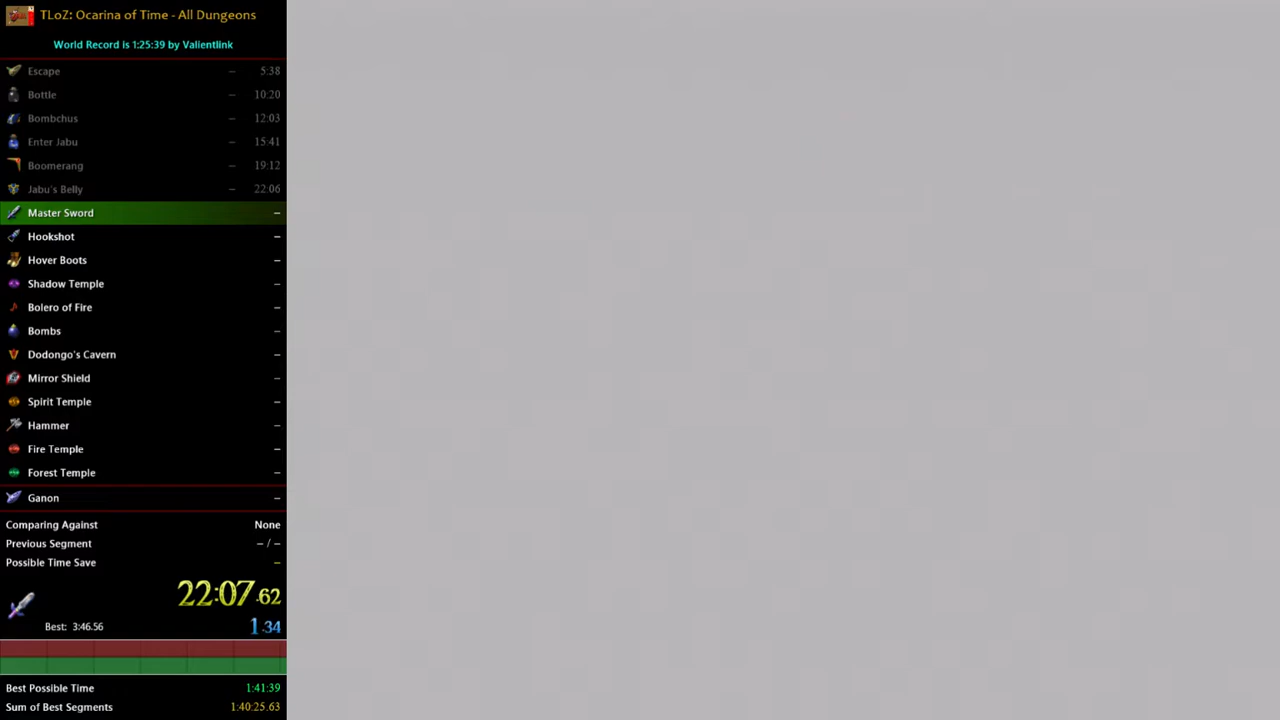 TLoZ: Ocarina of Time - All Dungeons
World Record is 1:25:39 by Valientlink
Escape – 5:38
Bottle – 10:20
Bombchus – 12:03
Enter Jabu – 15:41
Boomerang – 19:12
Jabu's Belly – 22:06
Master Sword –
Hookshot –
Hover Boots –
Shadow Temple –
Bolero of Fire –
Bombs –
Dodongo's Cavern –
Mirror Shield –
Spirit Temple –
Hammer –
Fire Temple –
Forest Temple –
Ganon –
Comparing Against None
Previous Segment – / –
Possible Time Save –
22:07.62
Best: 3:46.56 1.34
Best Possible Time 1:41:39
Sum of Best Segments 1:40:25.63